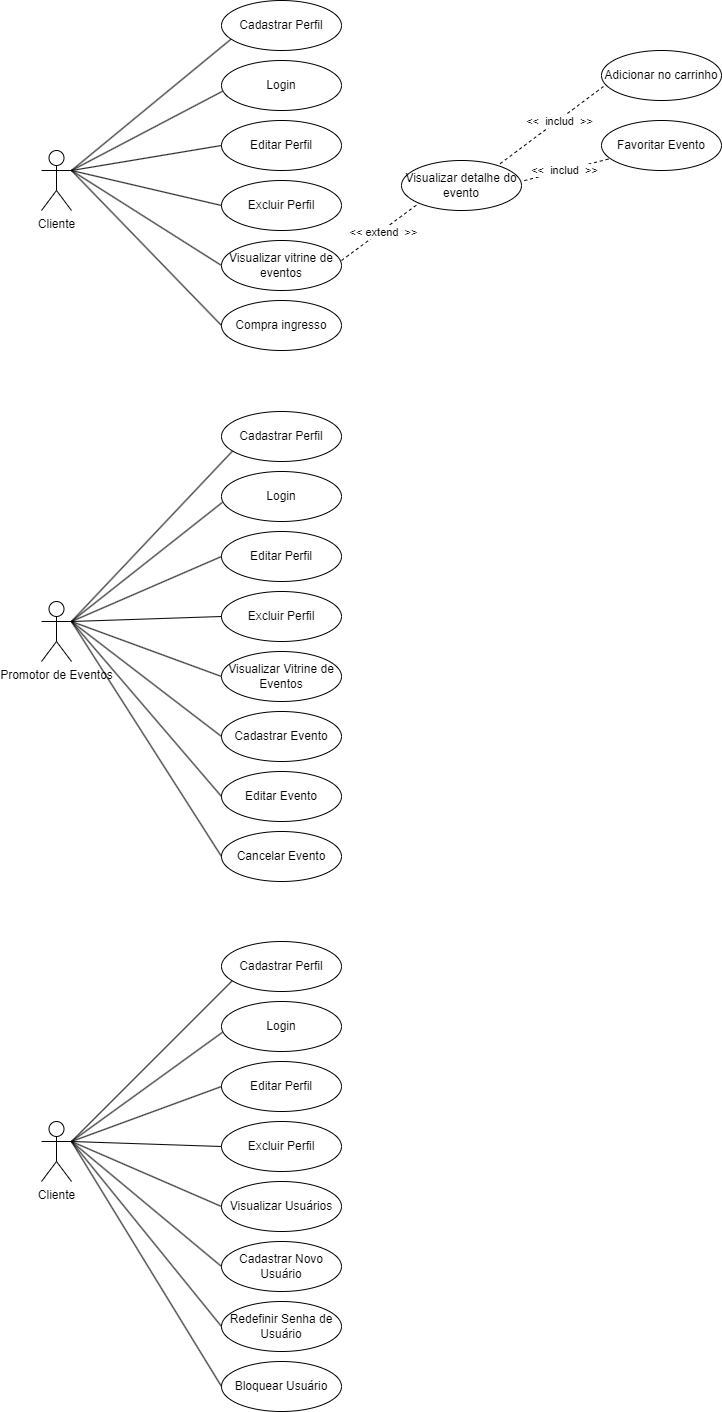 Cadastrar Perfil
Login
Adicionar no carrinho
<< includ >>
Editar Perfil
Favoritar Evento
<< includ >>
Visualizar detalhe do
evento
Excluir Perfil
Cliente
<< extend >>
Visualizar vitrine de
eventos
Compra ingresso
Cadastrar Perfil
Login
Editar Perfil
Excluir Perfil
Promotor de Eventos
Visualizar Vitrine de
Eventos
Cadastrar Evento
Editar Evento
Cancelar Evento
Cadastrar Perfil
Login
Editar Perfil
Excluir Perfil
Cliente
Visualizar Usuários
Cadastrar Novo
Usuário
Redefinir Senha de
Usuário
Bloquear Usuário